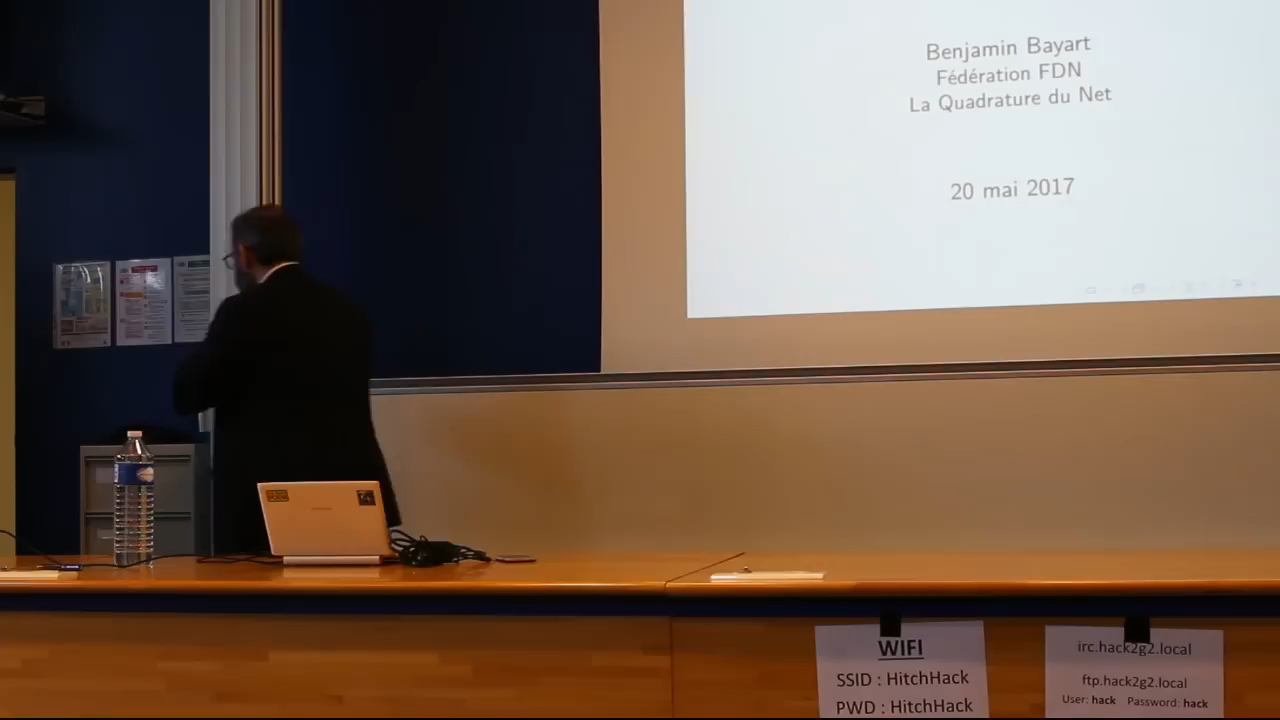 Benjamin Bayart
Fédération FDN
La Quadrature du Net
20 mai 2017
WIFI
SSID : HitchHack
PWD : HitchHack
irc.hack2g2.local
ftp.hack2g2.local
User: hack Password: hack